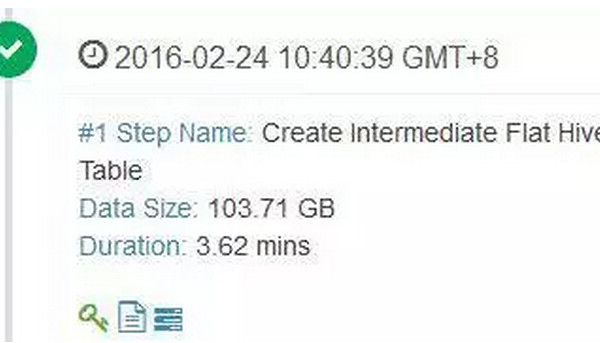 2016-02-24 10:40:39 GMT+8
#1 Step Name: Create Intermediate Flat Hive
Table
Data Size: 103.71 GB
Duration: 3.62 mins